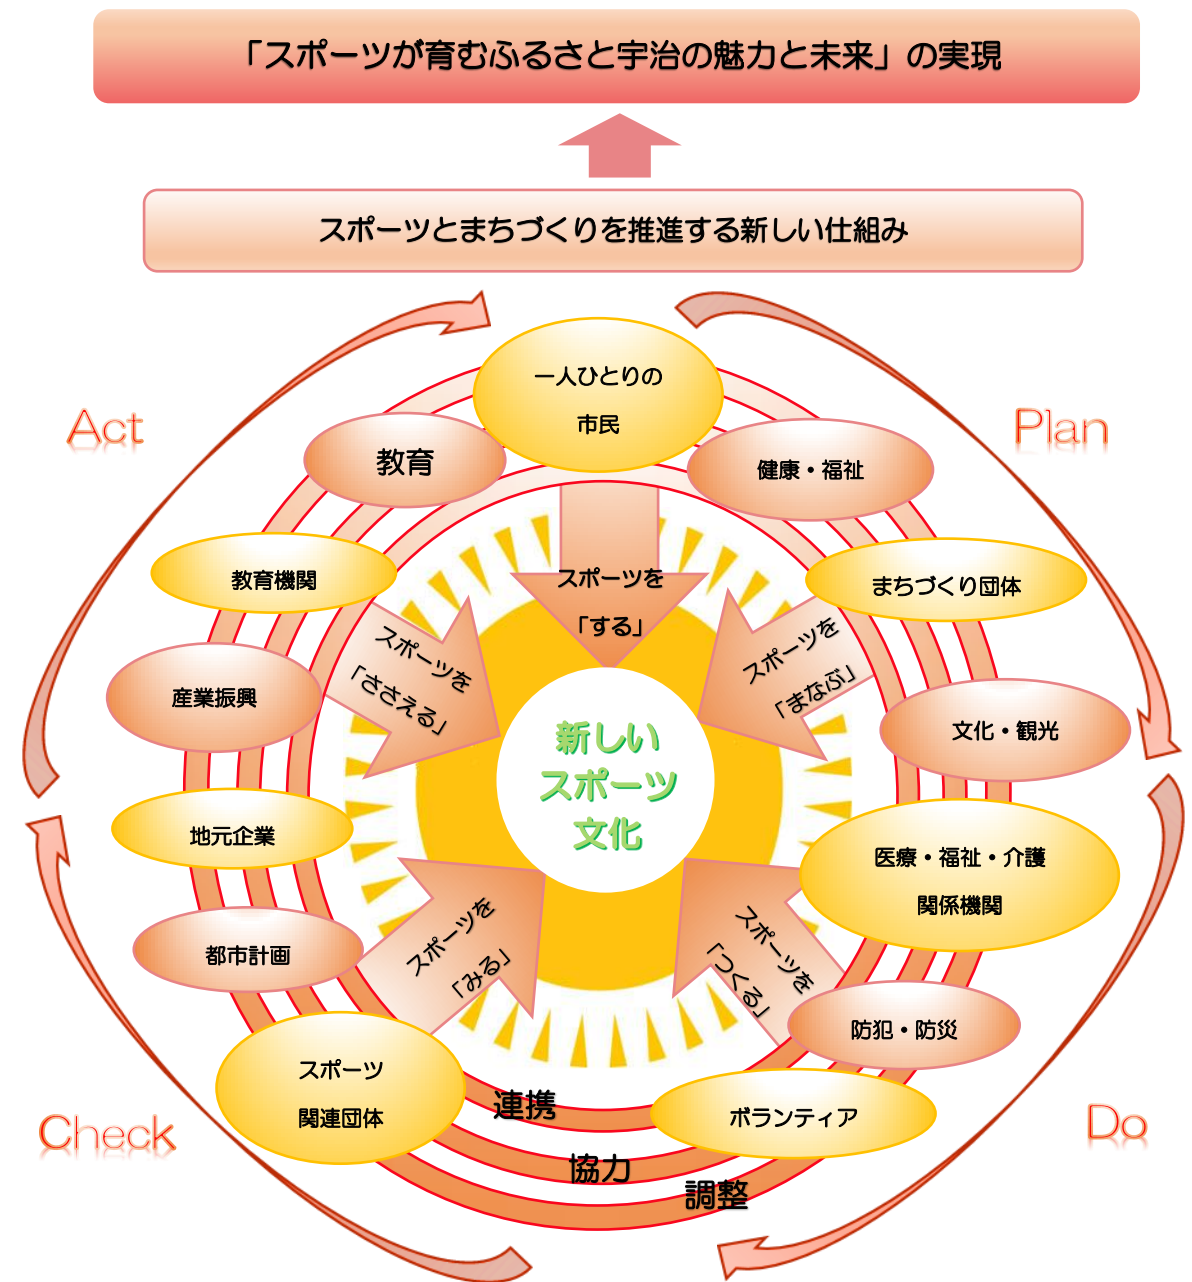 「スポーツが育むふるさと宇治の魅力と未来」の実現
スポーツとまちづくりを推進する新しい仕組み
Act
Plan
一人ひとりの
市民
教育
健康・福祉
教育機関
まちづくり団体
スポーツを
「する」
スポーツを
「ささえる」
スポーツを
「まなぶ」
産業振興
文化・観光
新しい
スポーツ
文化
地元企業
医療・福祉・介護
関係機関
スポーツを
「みる」
スポーツを
「つくる」
都市計画
防犯・防災
スポーツ
関連団体
ボランティア
連携
協力
調整
Check
Do